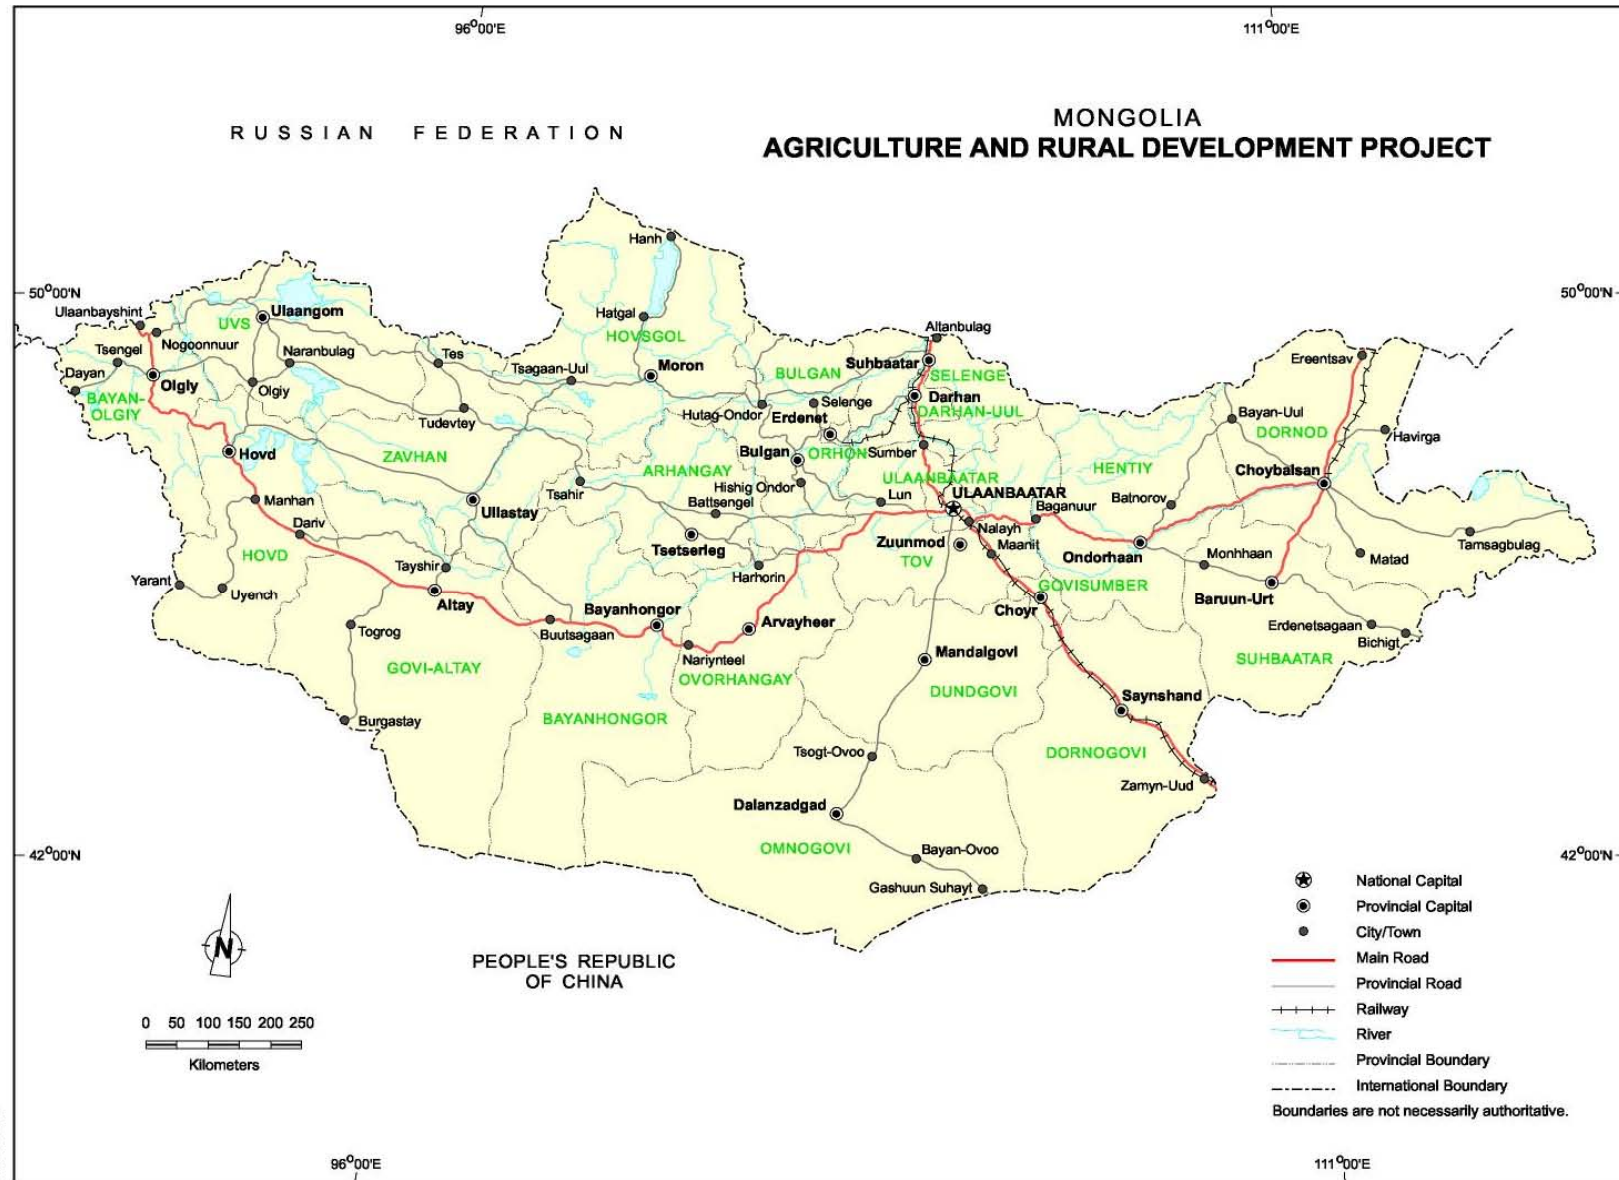 96°00'E
111°00'E
RUSSIAN FEDERATION
MONGOLIA
AGRICULTURE AND RURAL DEVELOPMENT PROJECT
Hanh
50°00'N
50°00'N
Ulaanbayshint
UVS
Ulaangom
Hatgal
HOVSGOL
Altanbulag
Nogoonnuur
Tsengel
Naranbulag
Tes
Tsagaan-Uul
Moron
BULGAN
Suhbaatar
SELENGE
Ereentsav
Dayan
Olgiy
Olgiy
BAYAN-
OLGIY
Tudevtey
Hutag-Ondor
Selenge
Erdenet
Darhan
DARHAN-UUL
Bayan-Uul
DORNOD
Havirga
Hovd
ZAVHAN
ARHANGAY
Bulgan
ORHON
Sumber
ULAANBAATAR
HENTIY
Choybalsan
Manhan
Tsahir
Hishig Ondor
Battsengel
Lun
ULAANBAATAR
Baganuur
Batnorov
Uliastay
Dariv
Tsetserleg
Zuunmod
Nalayh
Maanit
Ondorhaan
Monhhaan
Matad
Tamsagbulag
HOVD
Tayshir
Harhorin
TOV
GOVISUMBER
Yarant
Uyench
Altay
Buutsagaan
Bayanhongor
Arvayheer
Choyr
Baruun-Urt
Erdenetsagaan
Bichigt
Togrog
GOVI-ALTAY
Nariynteel
OVORHANGAY
Mandalgovi
DUNDGOVI
SUHBAATAR
Burgastay
BAYANHONGOR
Saynshand
Tsogt-Ovoo
DORNOGOVI
Zamyn-Uud
Dalanzadgad
OMNOGOVI
Bayan-Ovoo
Gashuun Suhayt
42°00'N
42°00'N
N
PEOPLE'S REPUBLIC
OF CHINA
0 50 100 150 200 250
Kilometers
National Capital
Provincial Capital
City/Town
Main Road
Provincial Road
Railway
River
Provincial Boundary
International Boundary
Boundaries are not necessarily authoritative.
96°00'E
111°00'E